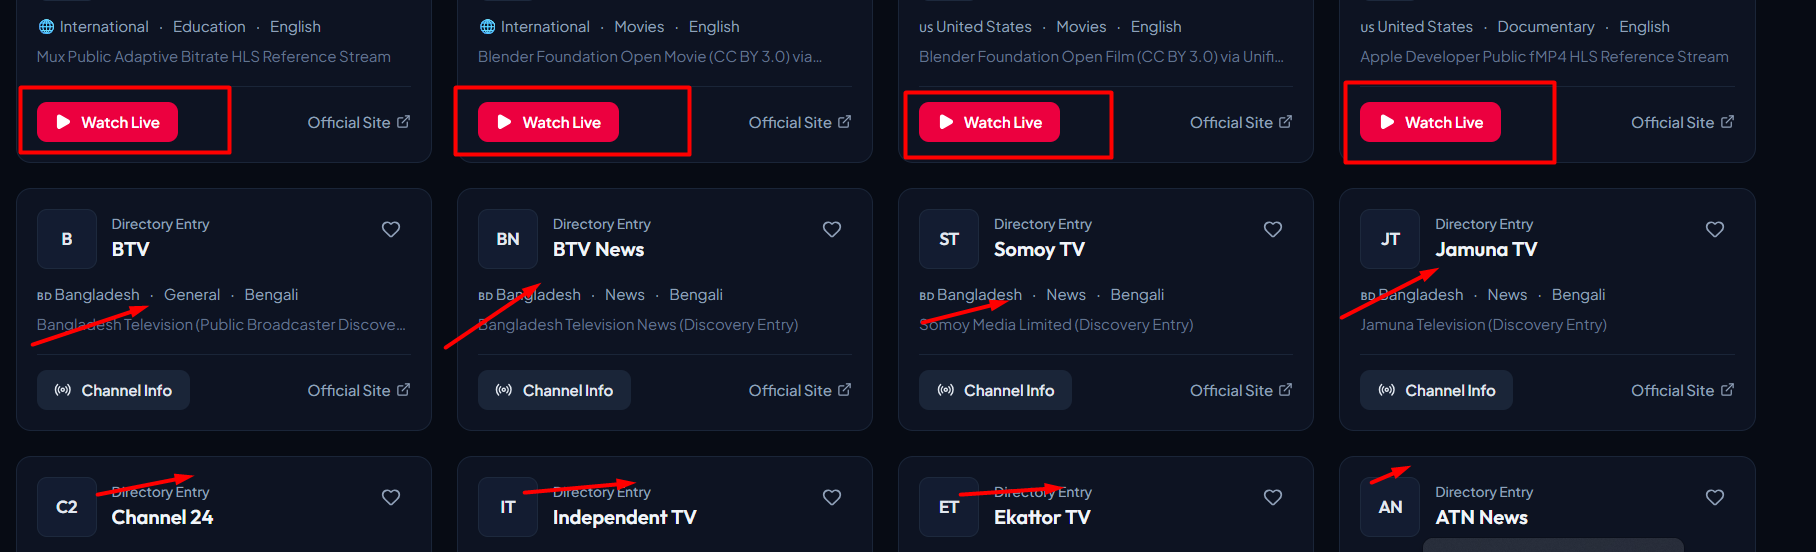 International · Education · English
Mux Public Adaptive Bitrate HLS Reference Stream
Watch Live
Official Site
International · Movies · English
Blender Foundation Open Movie (CC BY 3.0) via...
Watch Live
Official Site
US United States · Movies · English
Blender Foundation Open Film (CC BY 3.0) via Unifi...
Watch Live
Official Site
US United States · Documentary · English
Apple Developer Public fMP4 HLS Reference Stream
Watch Live
Official Site
B
Directory Entry
BTV
BD Bangladesh · General · Bengali
Bangladesh Television (Public Broadcaster Discove...
Channel Info
Official Site
BN
Directory Entry
BTV News
BD Bangladesh · News · Bengali
Bangladesh Television News (Discovery Entry)
Channel Info
Official Site
ST
Directory Entry
Somoy TV
BD Bangladesh · News · Bengali
Somoy Media Limited (Discovery Entry)
Channel Info
Official Site
JT
Directory Entry
Jamuna TV
BD Bangladesh · News · Bengali
Jamuna Television (Discovery Entry)
Channel Info
Official Site
C2
Directory Entry
Channel 24
IT
Directory Entry
Independent TV
ET
Directory Entry
Ekattor TV
AN
Directory Entry
ATN News